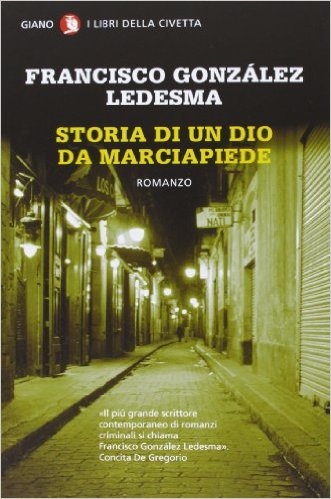 GIANO I LIBRI DELLA CIVETTA
FRANCISCO GONZÁLEZ
LEDESMA
STORIA DI UN DIO
DA MARCIAPIEDE
ROMANZO
NATI
«Il più grande scrittore
contemporaneo di romanzi
criminali si chiama
Francisco González Ledesma».
Concita De Gregorio